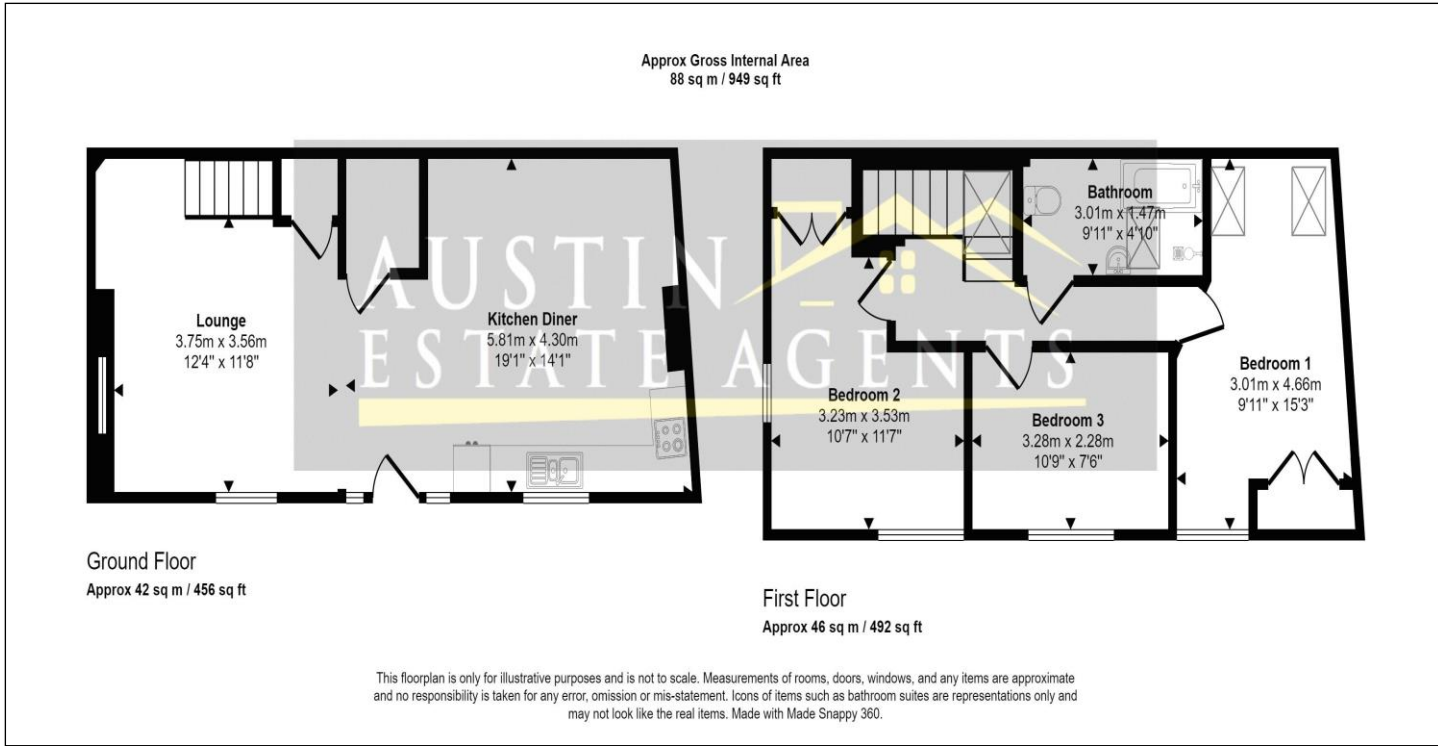 Approx Gross Internal Area
88 sq m / 949 sq ft
AUSTIN
ESTATE AGENTS
Lounge
3.75m x 3.56m
12'4" x 11'8"
Kitchen Diner
5.81m x 4.30m
19'1" x 14'1"
Ground Floor
Approx 42 sq m / 456 sq ft
Bathroom
3.01m x 1.47m
9'11" x 4'10"
Bedroom 1
3.01m x 4.66m
9'11" x 15'3"
Bedroom 2
3.23m x 3.53m
10'7" x 11'7"
Bedroom 3
3.28m x 2.28m
10'9" x 7'6"
First Floor
Approx 46 sq m / 492 sq ft
This floorplan is only for illustrative purposes and is not to scale. Measurements of rooms, doors, windows, and any items are approximate
and no responsibility is taken for any error, omission or mis-statement. Icons of items such as bathroom suites are representations only and
may not look like the real items. Made with Made Snappy 360.